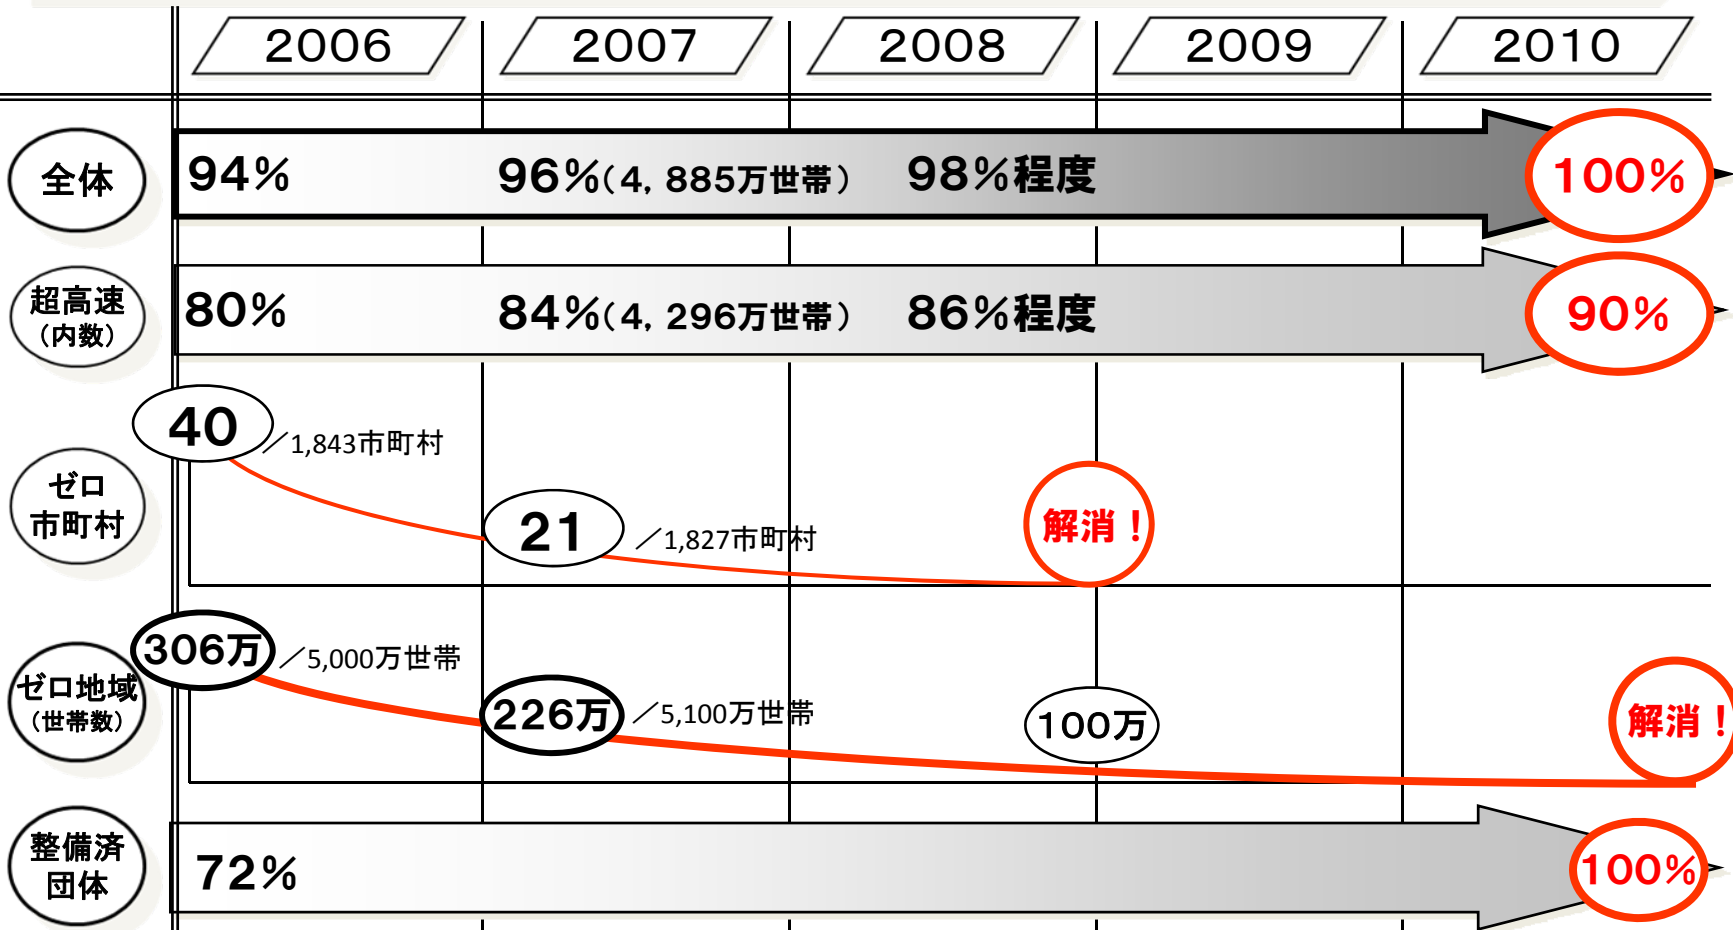 2006 2007 2008 2009 2010
全体 94% 96%(4, 885万世帯) 98%程度 100%
超高速
(内数)
80% 84%(4, 296万世帯) 86%程度 90%
ゼロ
市町村
40 ／1,843市町村
21 ／1,827市町村
解消！
ゼロ地域
(世帯数)
306万 ／5,000万世帯
226万 ／5,100万世帯
100万
解消！
整備済
団体
72% 100%